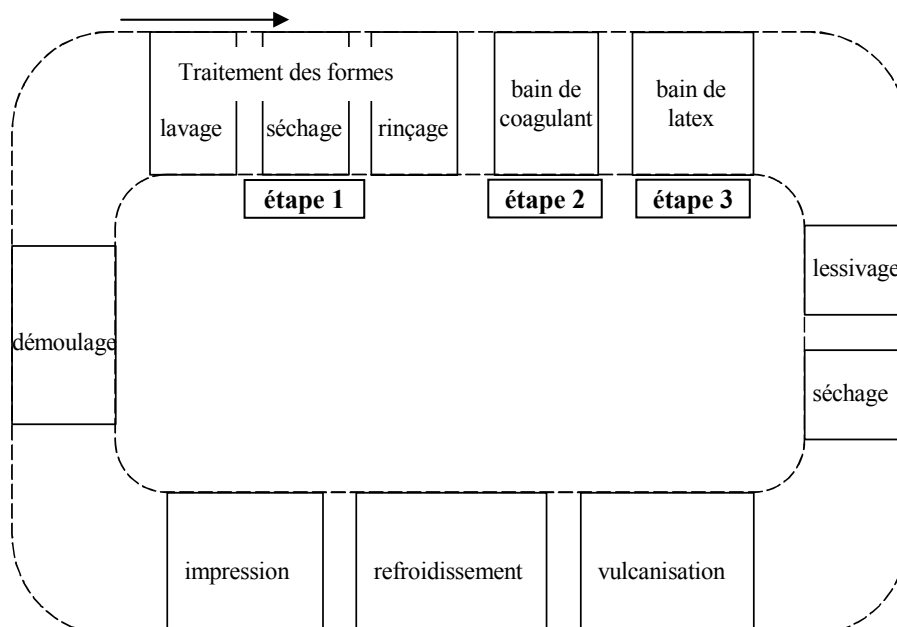 Traitement des formes
lavage
séchage
rinçage
bain de
coagulant
bain de
latex
étape 1
étape 2
étape 3
lessivage
séchage
vulcanisation
refroidissement
impression
démoulage